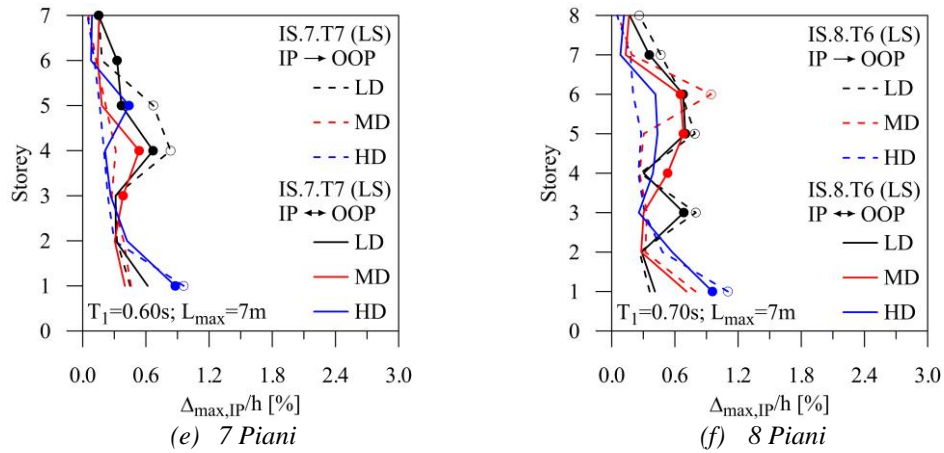 7
6
5
4
3
2
1
0
Storey
IS.7.T7 (LS)
IP → OOP
LD
MD
HD
IS.7.T7 (LS)
IP ↔ OOP
LD
MD
HD
T1=0.60s; Lmax=7m
0 0.6 1.2 1.8 2.4 3.0
Δmax,IP/h [%]
(e) 7 Piani
8
7
6
5
4
3
2
1
0
Storey
IS.8.T6 (LS)
IP → OOP
LD
MD
HD
IS.8.T6 (LS)
IP ↔ OOP
LD
MD
HD
T1=0.70s; Lmax=7m
0 0.6 1.2 1.8 2.4 3.0
Δmax,IP/h [%]
(f) 8 Piani